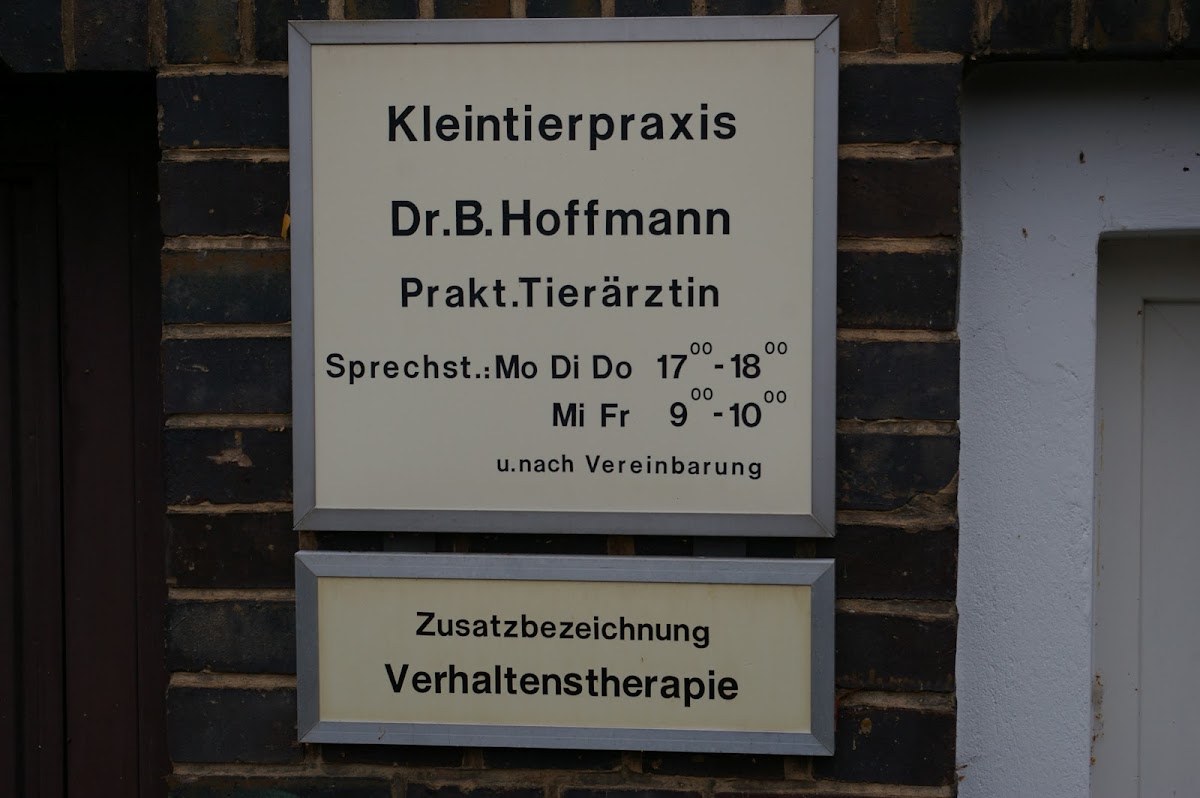 Kleintierpraxis
Dr.B.Hoffmann
Prakt.Tierärztin
Sprechst.:Mo Di Do 17⁰⁰-18⁰⁰
Mi Fr 9⁰⁰-10⁰⁰
u.nach Vereinbarung
Zusatzbezeichnung
Verhaltenstherapie